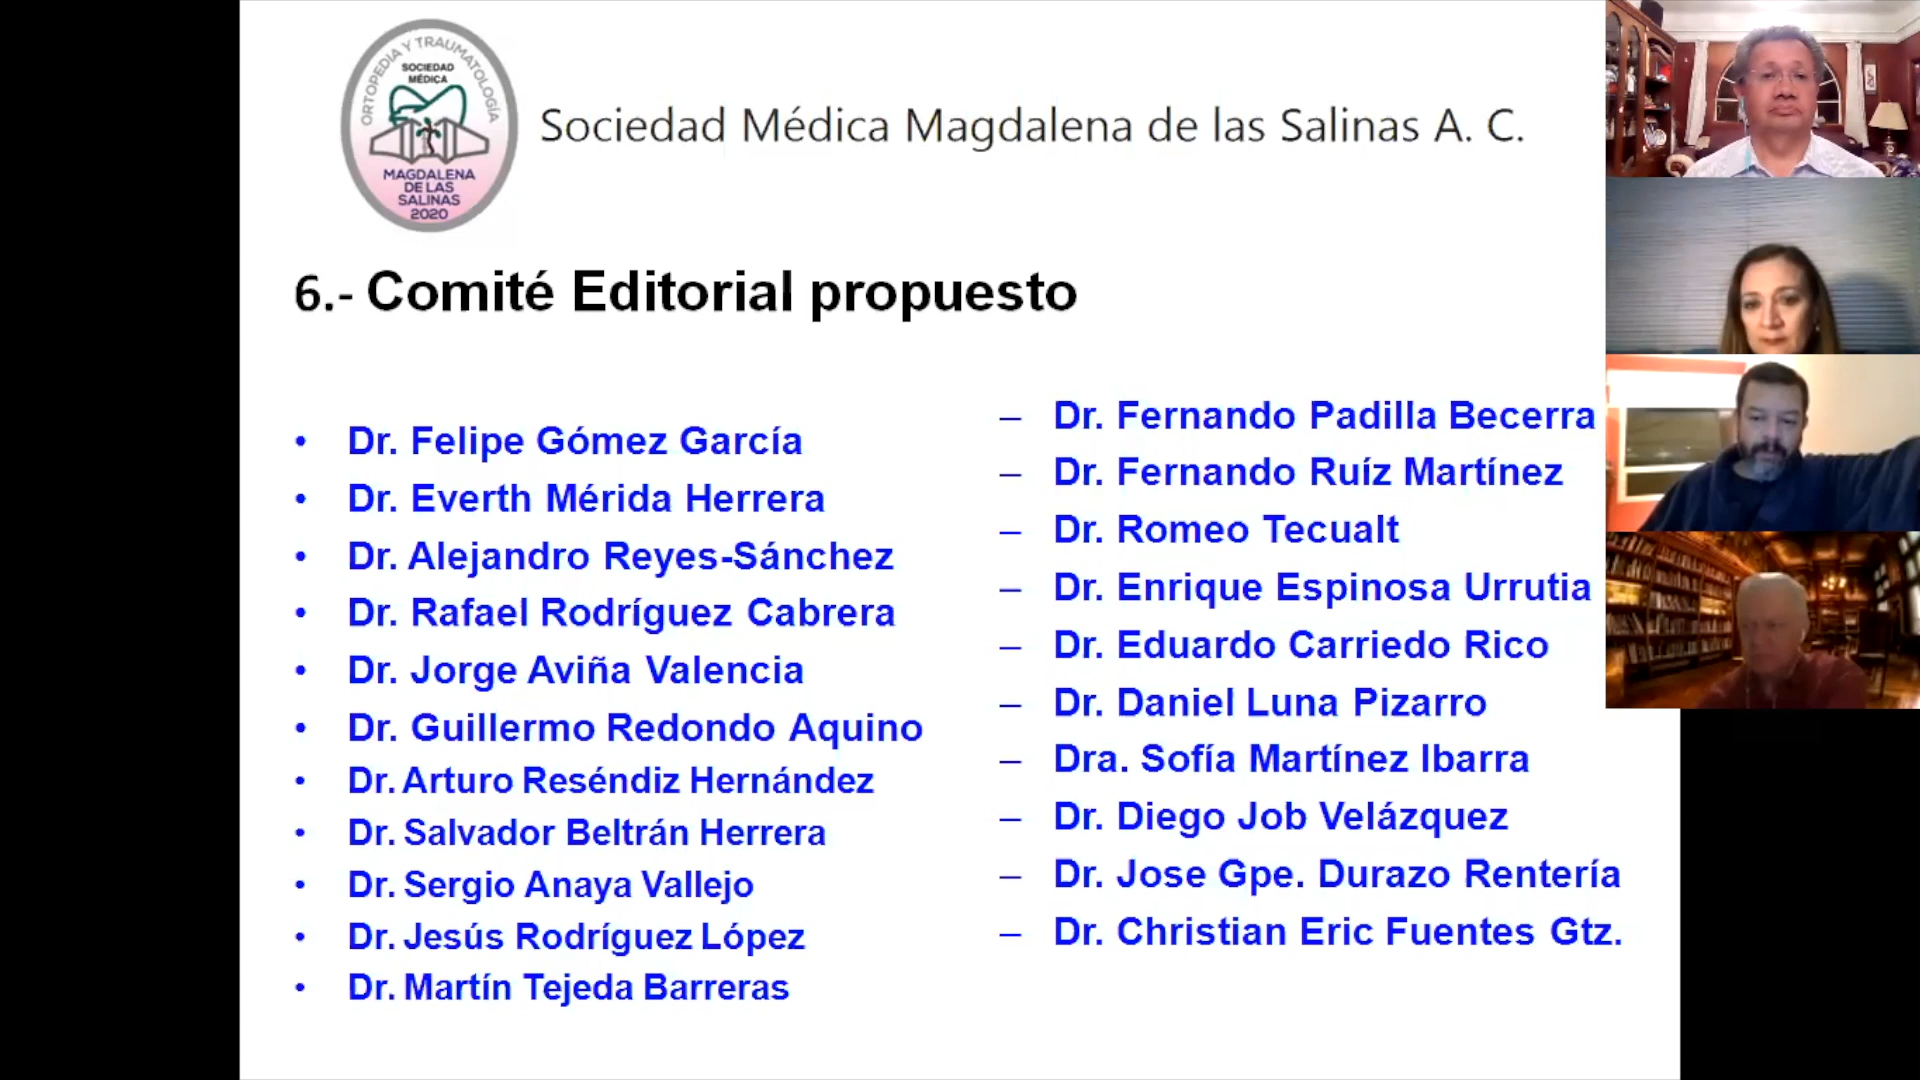 ORTOPEDIA Y TRAUMATOLOGÍA
SOCIEDAD
MÉDICA
MAGDALENA
DE LAS
SALINAS
2020
Sociedad Médica Magdalena de las Salinas A. C.
6.- Comité Editorial propuesto
• Dr. Felipe Gómez García
• Dr. Everth Mérida Herrera
• Dr. Alejandro Reyes-Sánchez
• Dr. Rafael Rodríguez Cabrera
• Dr. Jorge Aviña Valencia
• Dr. Guillermo Redondo Aquino
• Dr. Arturo Reséndiz Hernández
• Dr. Salvador Beltrán Herrera
• Dr. Sergio Anaya Vallejo
• Dr. Jesús Rodríguez López
• Dr. Martín Tejeda Barreras
– Dr. Fernando Padilla Becerra
– Dr. Fernando Ruíz Martínez
– Dr. Romeo Tecualt
– Dr. Enrique Espinosa Urrutia
– Dr. Eduardo Carriedo Rico
– Dr. Daniel Luna Pizarro
– Dra. Sofía Martínez Ibarra
– Dr. Diego Job Velázquez
– Dr. Jose Gpe. Durazo Rentería
– Dr. Christian Eric Fuentes Gtz.